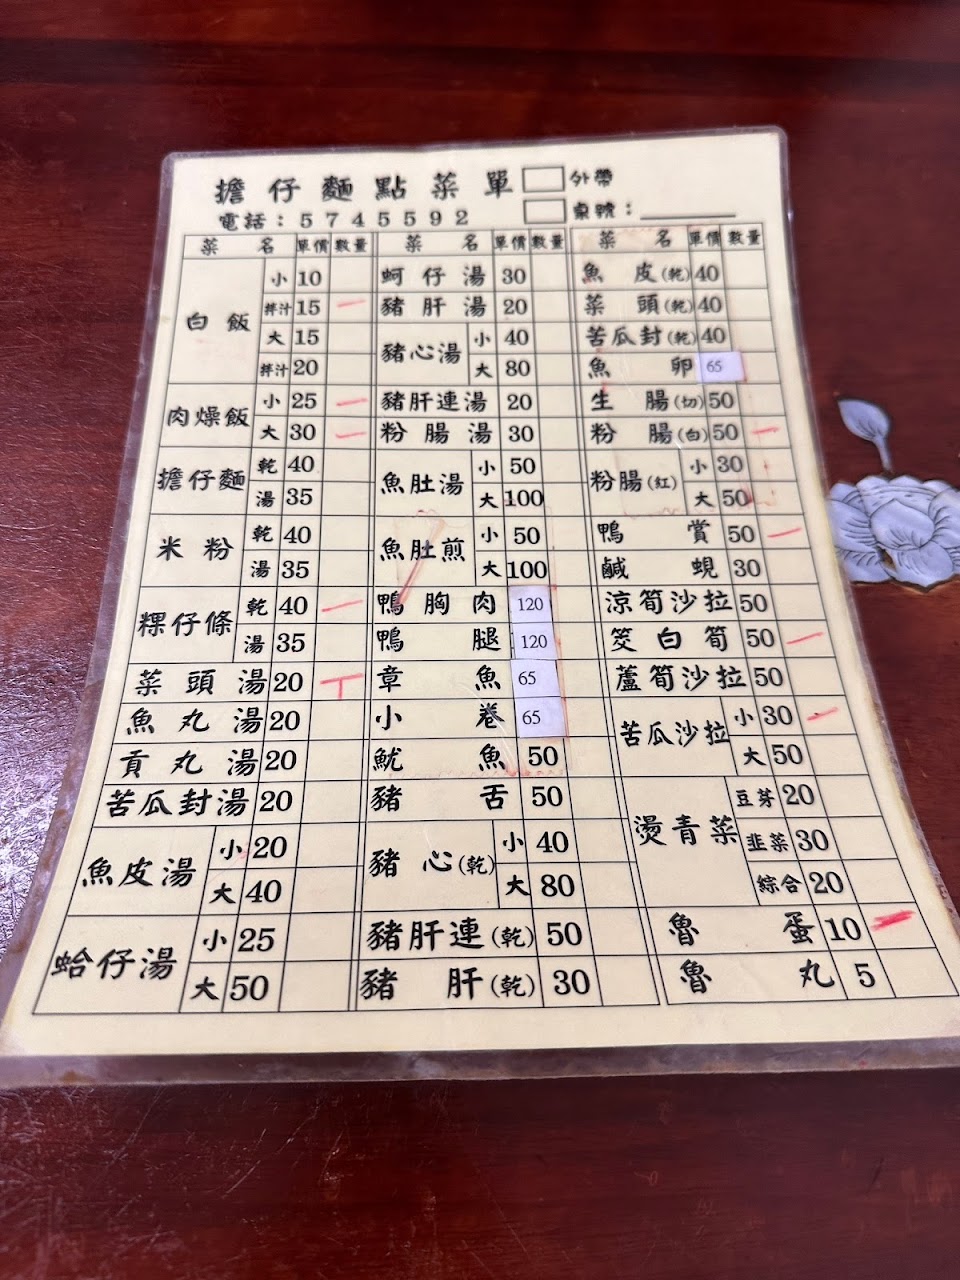 擔仔麵點菜單 外帶
電話：5745592 桌號：
菜名 單價 數量
白飯 小 10
拌汁 15 一
大 15
拌汁 20
肉燥飯 小 25 一
大 30 一
擔仔麵 乾 40
湯 35
米粉 乾 40
湯 35
粿仔條 乾 40 一
湯 35
菜頭湯 20 丅
魚丸湯 20
貢丸湯 20
苦瓜封湯 20
魚皮湯 小 20
大 40
蛤仔湯 小 25
大 50
菜名 單價 數量
蚵仔湯 30
豬肝湯 20
豬心湯 小 40
大 80
豬肝連湯 20
粉腸湯 30
魚肚湯 小 50
大 100
魚肚煎 小 50
大 100
鴨胸肉 120
鴨腿 120
章魚 65
小卷 65
魷魚 50
豬舌 50
豬心(乾) 小 40
大 80
豬肝連(乾) 50
豬肝(乾) 30
菜名 單價 數量
魚皮(乾) 40
菜頭(乾) 40
苦瓜封(乾) 40
魚卵 65
生腸(切) 50
粉腸(白) 50 一
粉腸(紅) 小 30
大 50
鴨賞 50 一
鹹蜆 30
涼筍沙拉 50
筊白筍 50 一
蘆筍沙拉 50
苦瓜沙拉 小 30 一
大 50
燙青菜 豆芽 20
韭菜 30
綜合 20
魯蛋 10 一
魯丸 5